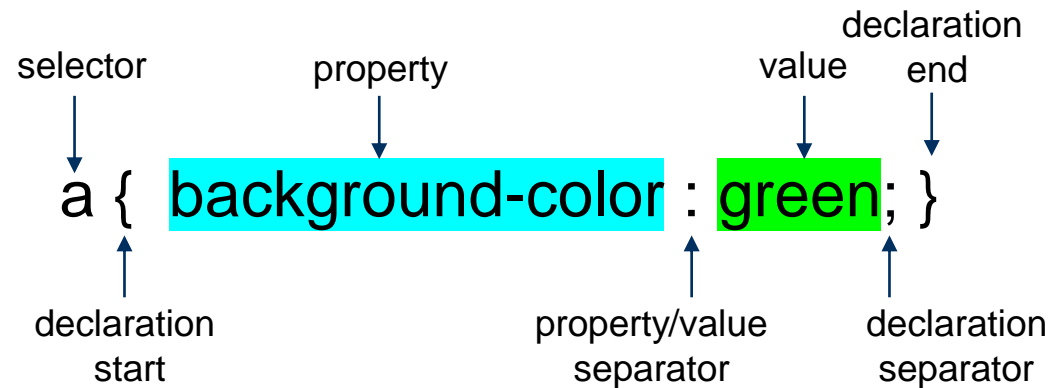 declaration
selector property value end
a { background-color : green; }
declaration property/value declaration
start separator separator